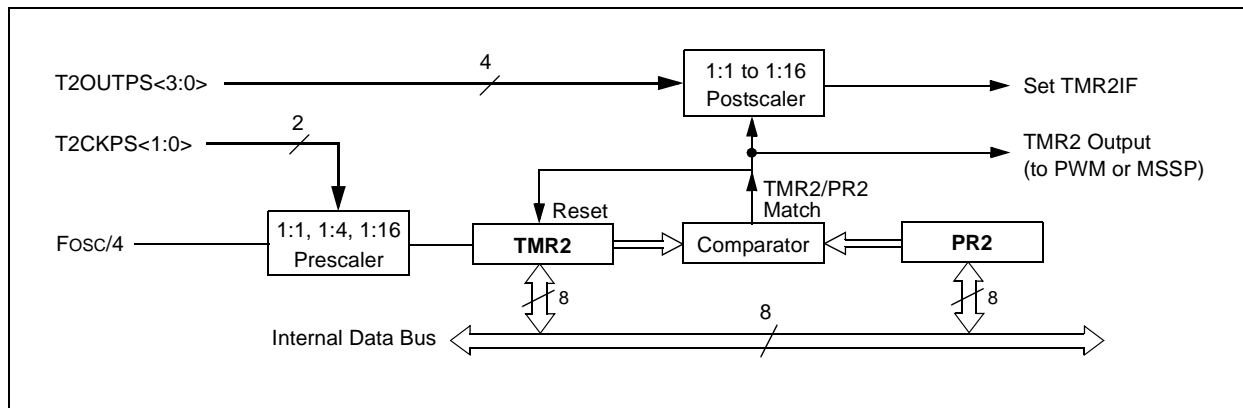 T2OUTPS<3:0>
4
1:1 to 1:16
Postscaler
Set TMR2IF
T2CKPS<1:0>
2
TMR2 Output
(to PWM or MSSP)
TMR2/PR2
Match
Reset
FOSC/4
1:1, 1:4, 1:16
Prescaler
TMR2
Comparator
PR2
8
8
8
Internal Data Bus